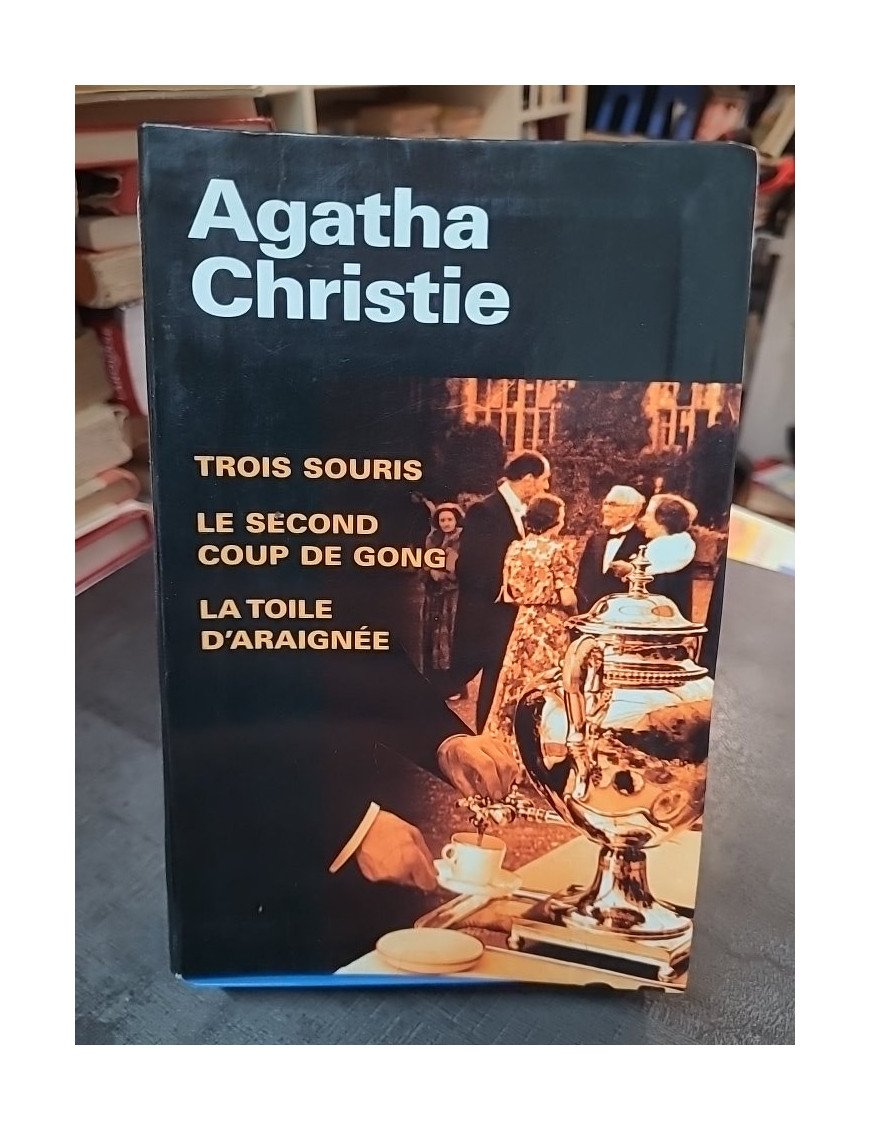 Agatha
Christie
TROIS SOURIS
LE SECOND
COUP DE GONG
LA TOILE
D'ARAIGNÉE